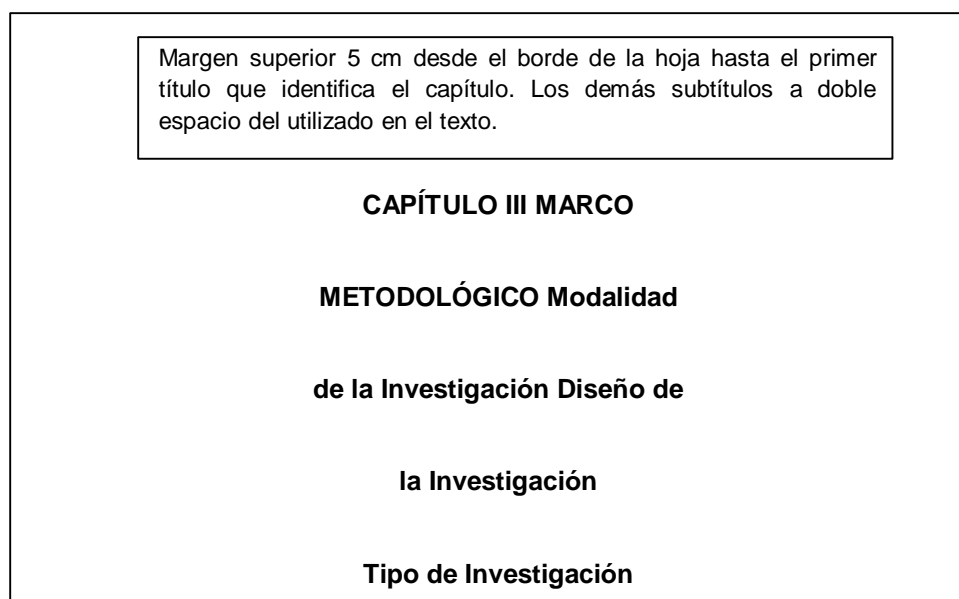 Margen superior 5 cm desde el borde de la hoja hasta el primer
título que identifica el capítulo. Los demás subtítulos a doble
espacio del utilizado en el texto.
CAPÍTULO III MARCO
METODOLÓGICO Modalidad
de la Investigación Diseño de
la Investigación
Tipo de Investigación